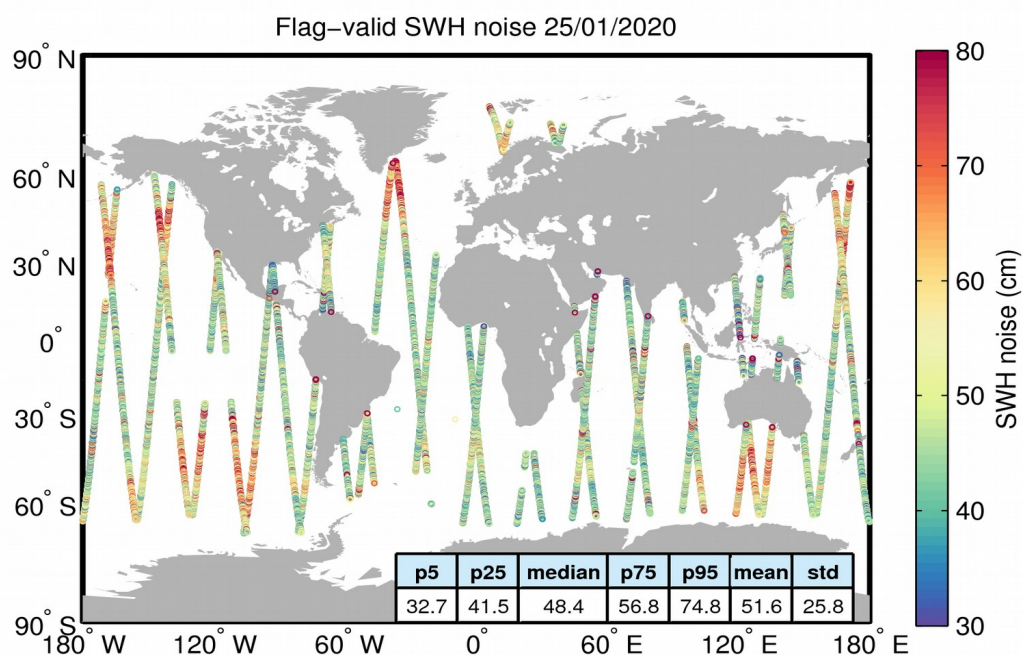 Flag−valid SWH noise 25/01/2020
90° N
60° N
30° N
0°
30° S
60° S
90° S
180° W
120° W
60° W
0°
60° E
120° E
180° E
80
70
60
50
40
30
SWH noise (cm)
p5 p25 median p75 p95 mean std
32.7 41.5 48.4 56.8 74.8 51.6 25.8